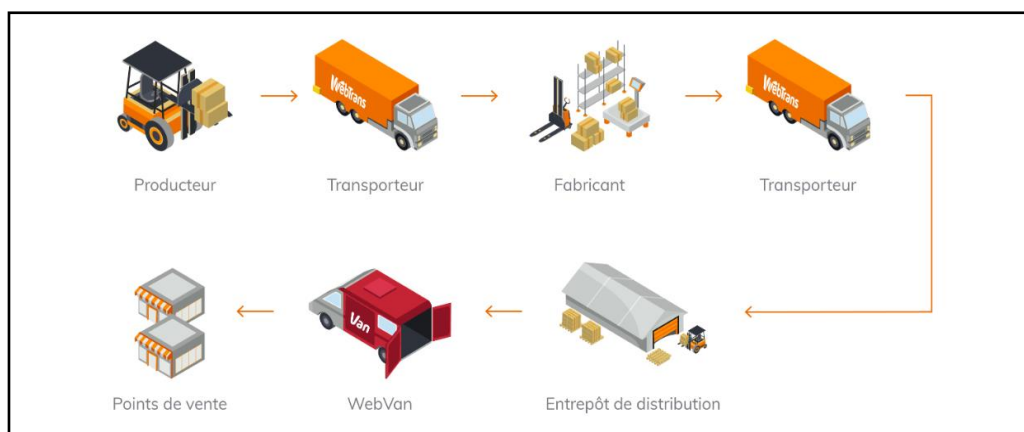 WebTrans
WebTrans
Producteur
Transporteur
Fabricant
Transporteur
Van
Points de vente
WebVan
Entrepôt de distribution